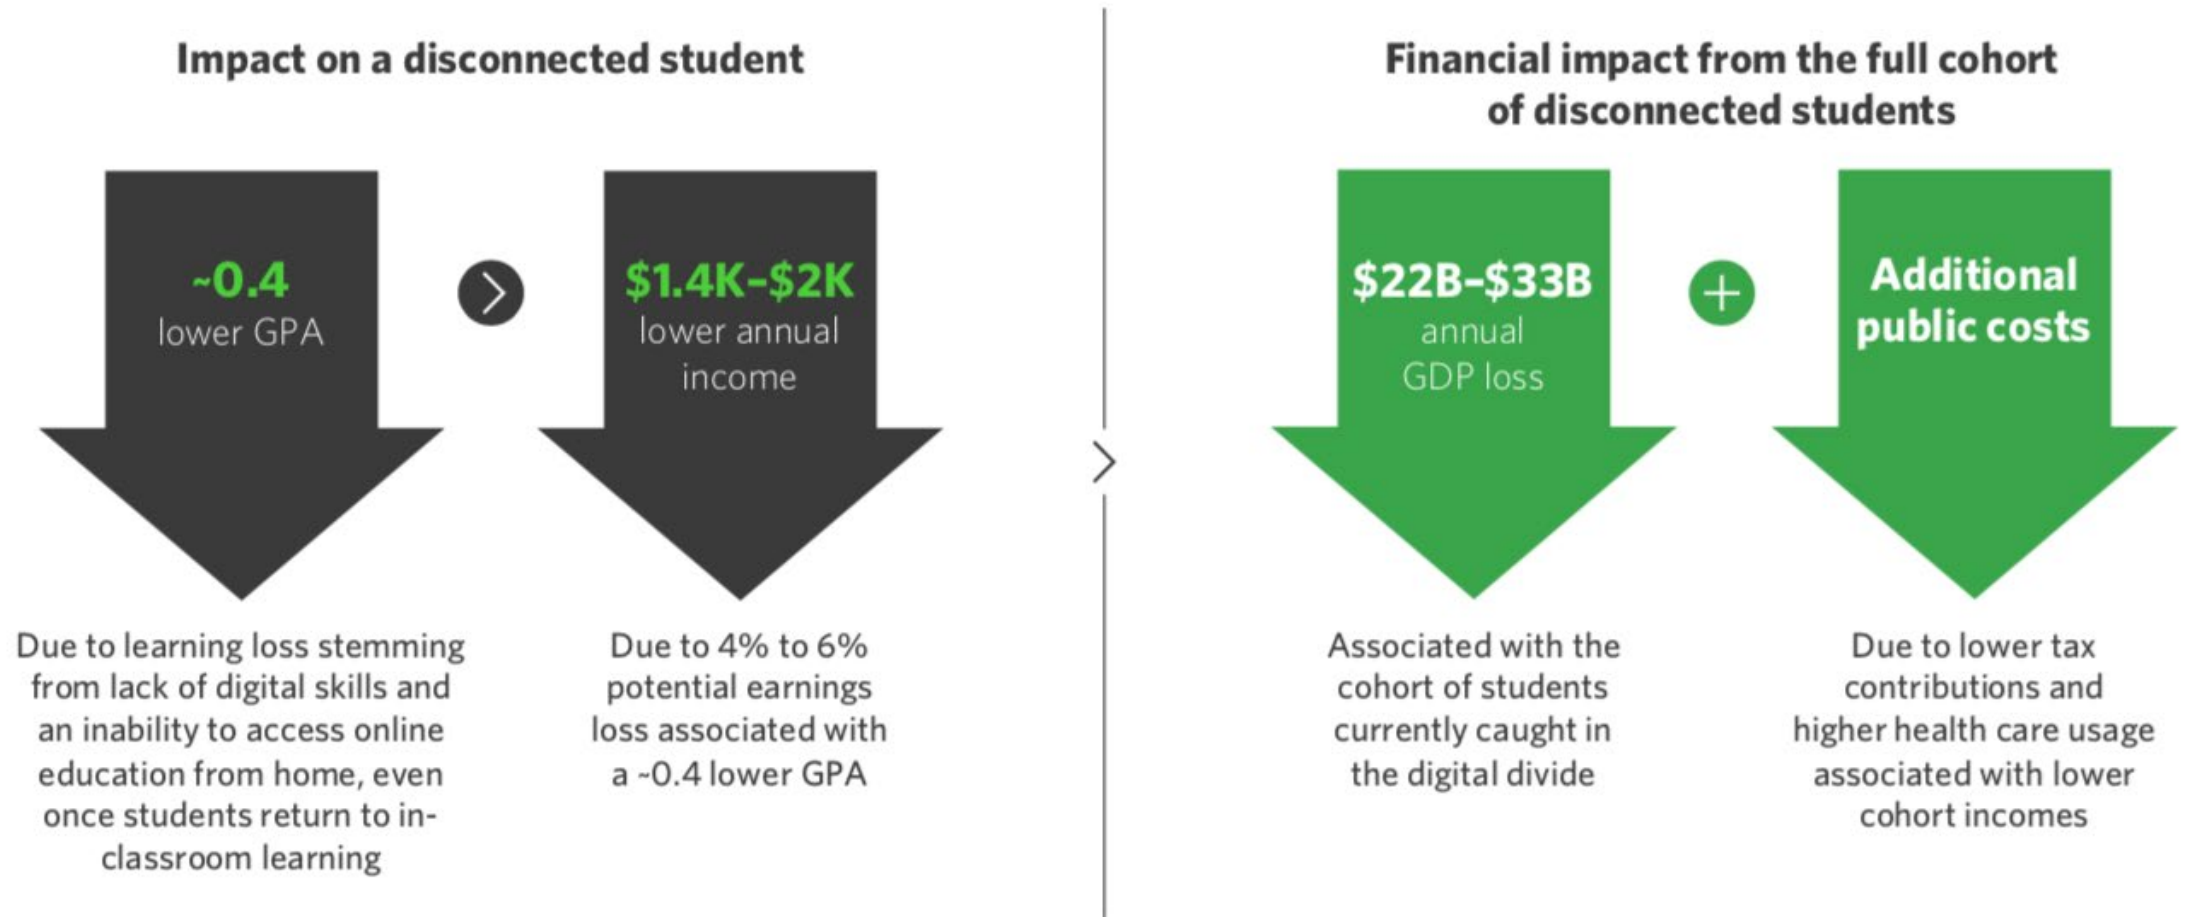 Impact on a disconnected student
~0.4
lower GPA
$1.4K–$2K
lower annual
income
Due to learning loss stemming
from lack of digital skills and
an inability to access online
education from home, even
once students return to in-
classroom learning
Due to 4% to 6%
potential earnings
loss associated with
a ~0.4 lower GPA
Financial impact from the full cohort
of disconnected students
$22B–$33B
annual
GDP loss
Additional
public costs
Associated with the
cohort of students
currently caught in
the digital divide
Due to lower tax
contributions and
higher health care usage
associated with lower
cohort incomes